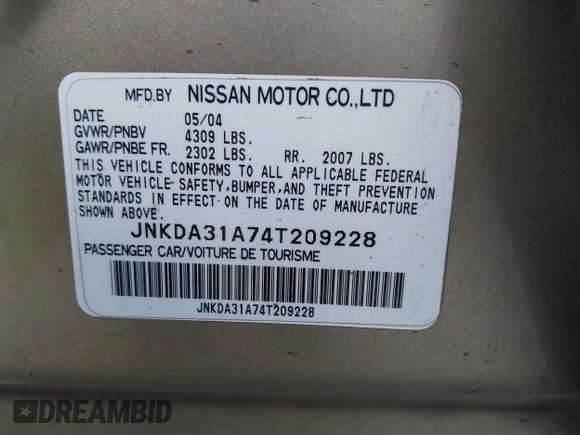 MFD.BY NISSAN MOTOR CO.,LTD
DATE 05/04
GVWR/PNBV 4309 LBS.
GAWR/PNBE FR. 2302 LBS. RR. 2007 LBS.
THIS VEHICLE CONFORMS TO ALL APPLICABLE FEDERAL
MOTOR VEHICLE SAFETY,BUMPER,AND THEFT PREVENTION
STANDARDS IN EFFECT ON THE DATE OF MANUFACTURE
SHOWN ABOVE.
JNKDA31A74T209228
PASSENGER CAR/VOITURE DE TOURISME
JNKDA31A74T209228
DREAMBID